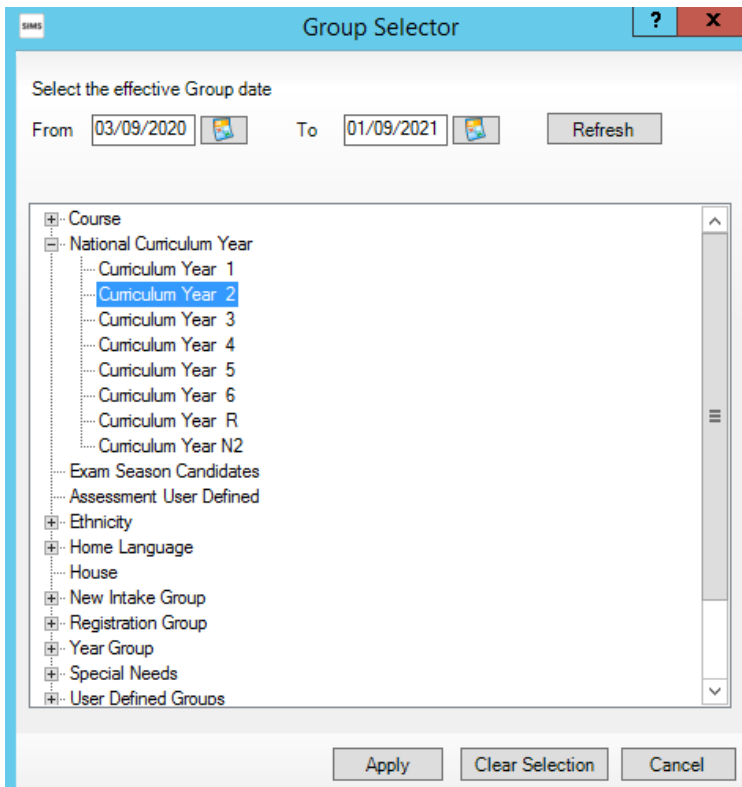 SIMS Group Selector ? X
Select the effective Group date
From 03/09/2020 To 01/09/2021 Refresh
Course
National Curriculum Year
Curriculum Year 1
Curriculum Year 2
Curriculum Year 3
Curriculum Year 4
Curriculum Year 5
Curriculum Year 6
Curriculum Year R
Curriculum Year N2
Exam Season Candidates
Assessment User Defined
Ethnicity
Home Language
House
New Intake Group
Registration Group
Year Group
Special Needs
User Defined Groups
Apply Clear Selection Cancel